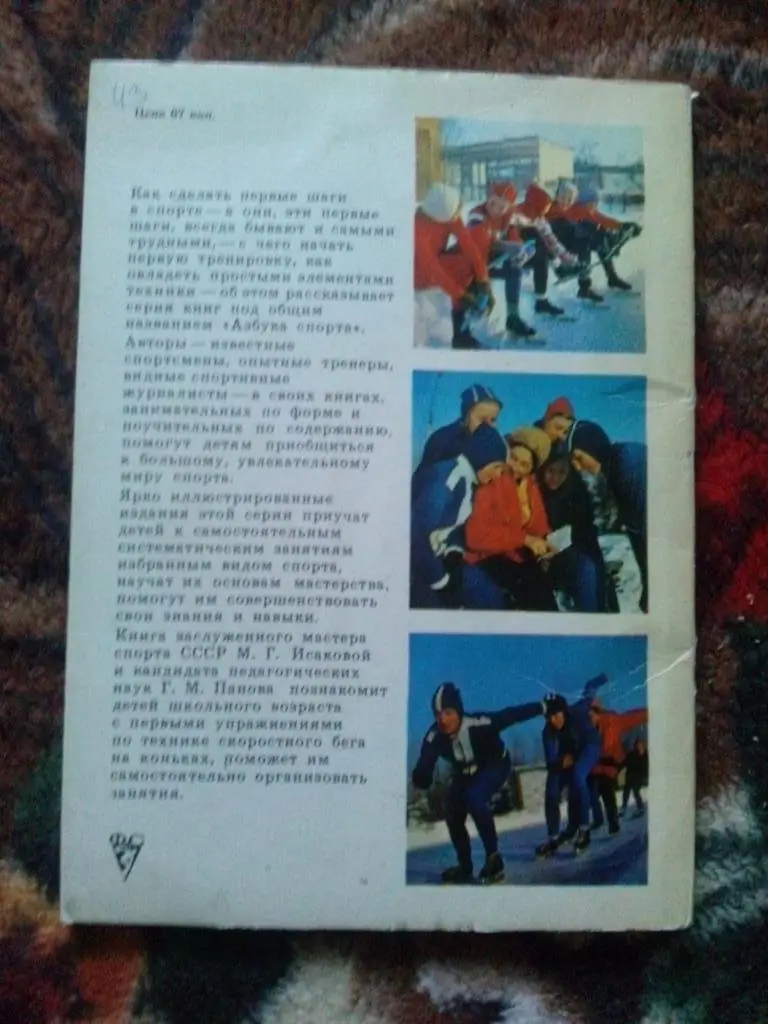 Цена 67 коп.
Как сделать первые шаги
в спорте — а они, эти первые
шаги, всегда бывают и самыми
трудными, — с чего начать
первую тренировку, как
овладеть простыми элементами
техники — об этом рассказывает
серия книг под общим
названием «Азбука спорта».
Авторы — известные
спортсмены, опытные тренеры,
видные спортивные
журналисты — в своих книгах,
занимательных по форме и
поучительных по содержанию,
помогут детям приобщиться
к большому, увлекательному
миру спорта.
Ярко иллюстрированные
издания этой серии приучат
детей к самостоятельным
систематическим занятиям
избранным видом спорта,
научат их основам мастерства,
помогут им совершенствовать
свои знания и навыки.
Книга заслуженного мастера
спорта СССР М. Г. Исаковой
и кандидата педагогических
наук Г. М. Панова познакомит
детей школьного возраста
с первыми упражнениями
по технике скоростного бега
на коньках, поможет им
самостоятельно организовать
занятия.
ФиС